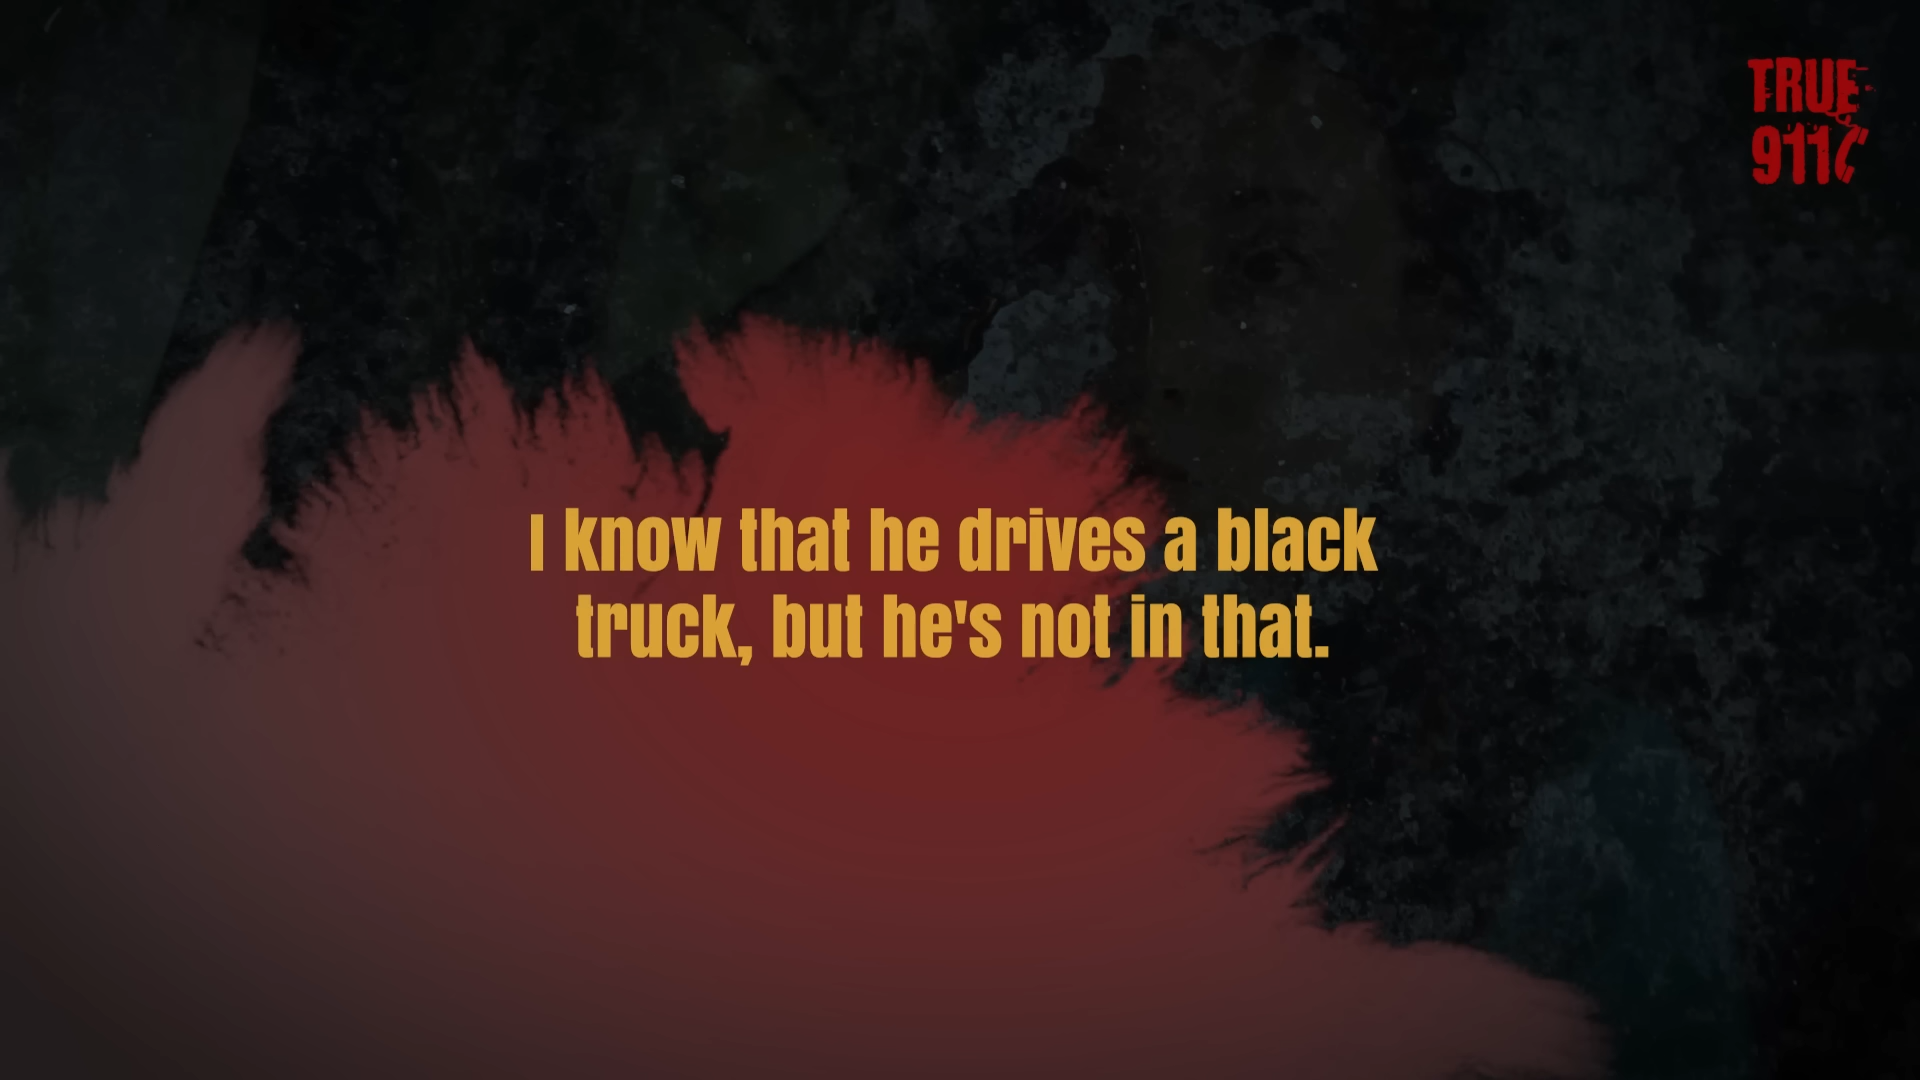 TRUE
911
I know that he drives a black
truck, but he's not in that.